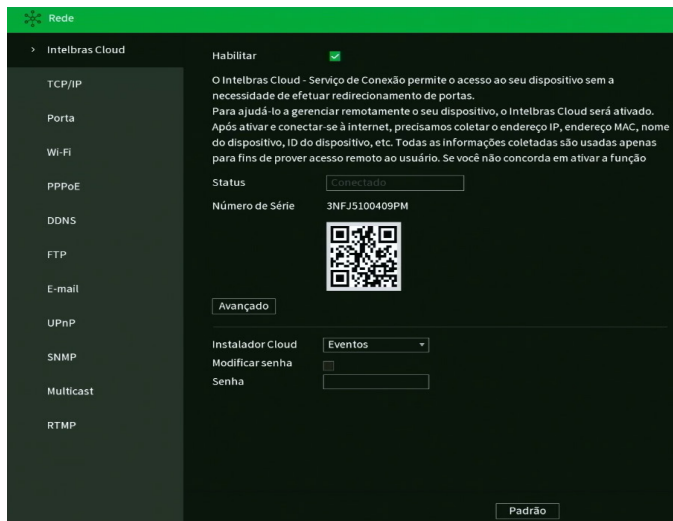 Rede
> Intelbras Cloud
TCP/IP
Porta
Wi-Fi
PPPoE
DDNS
FTP
E-mail
UPnP
SNMP
Multicast
RTMP
Habilitar
O Intelbras Cloud - Serviço de Conexão permite o acesso ao seu dispositivo sem a
necessidade de efetuar redirecionamento de portas.
Para ajudá-lo a gerenciar remotamente o seu dispositivo, o Intelbras Cloud será ativado.
Após ativar e conectar-se à internet, precisamos coletar o endereço IP, endereço MAC, nome
do dispositivo, ID do dispositivo, etc. Todas as informações coletadas são usadas apenas
para fins de prover acesso remoto ao usuário. Se você não concorda em ativar a função
Status Conectado
Número de Série 3NFJ5100409PM
Avançado
Instalador Cloud Eventos
Modificar senha
Senha
Padrão